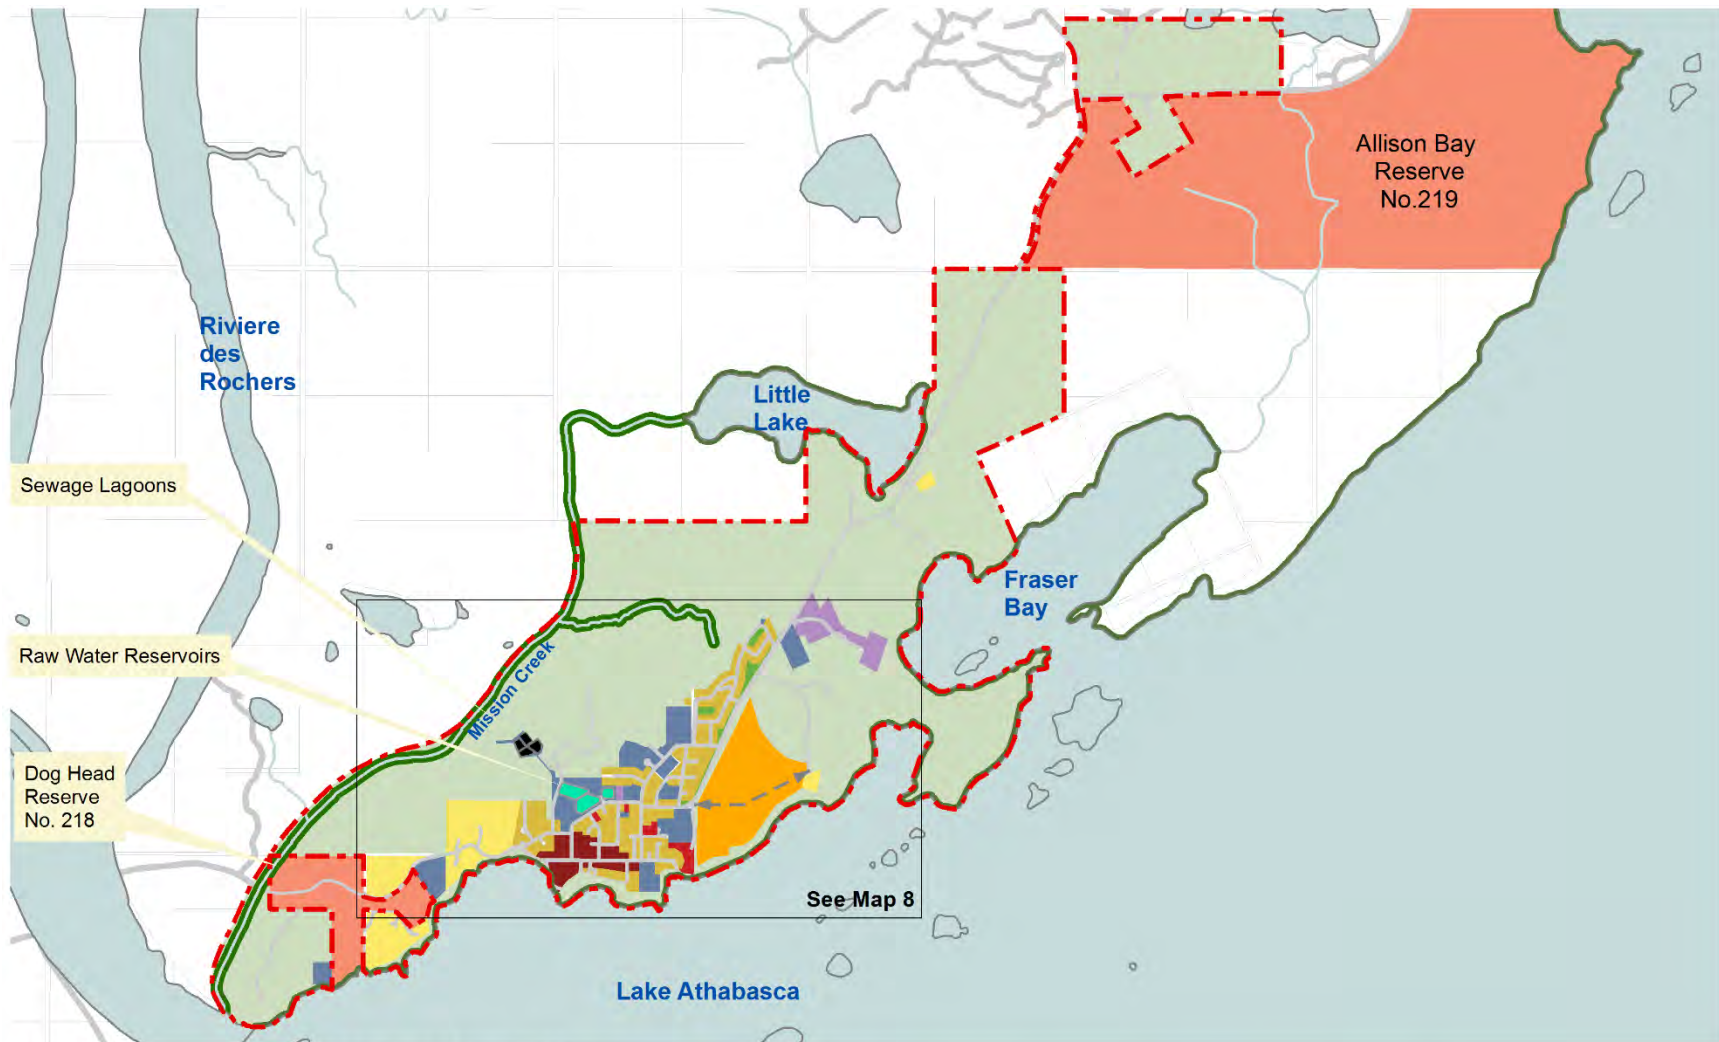 Allison Bay
Reserve
No.219
Riviere
des
Rochers
Little
Lake
Sewage Lagoons
Fraser
Bay
Raw Water Reservoirs
Mission Creek
Dog Head
Reserve
No. 218
See Map 8
Lake Athabasca